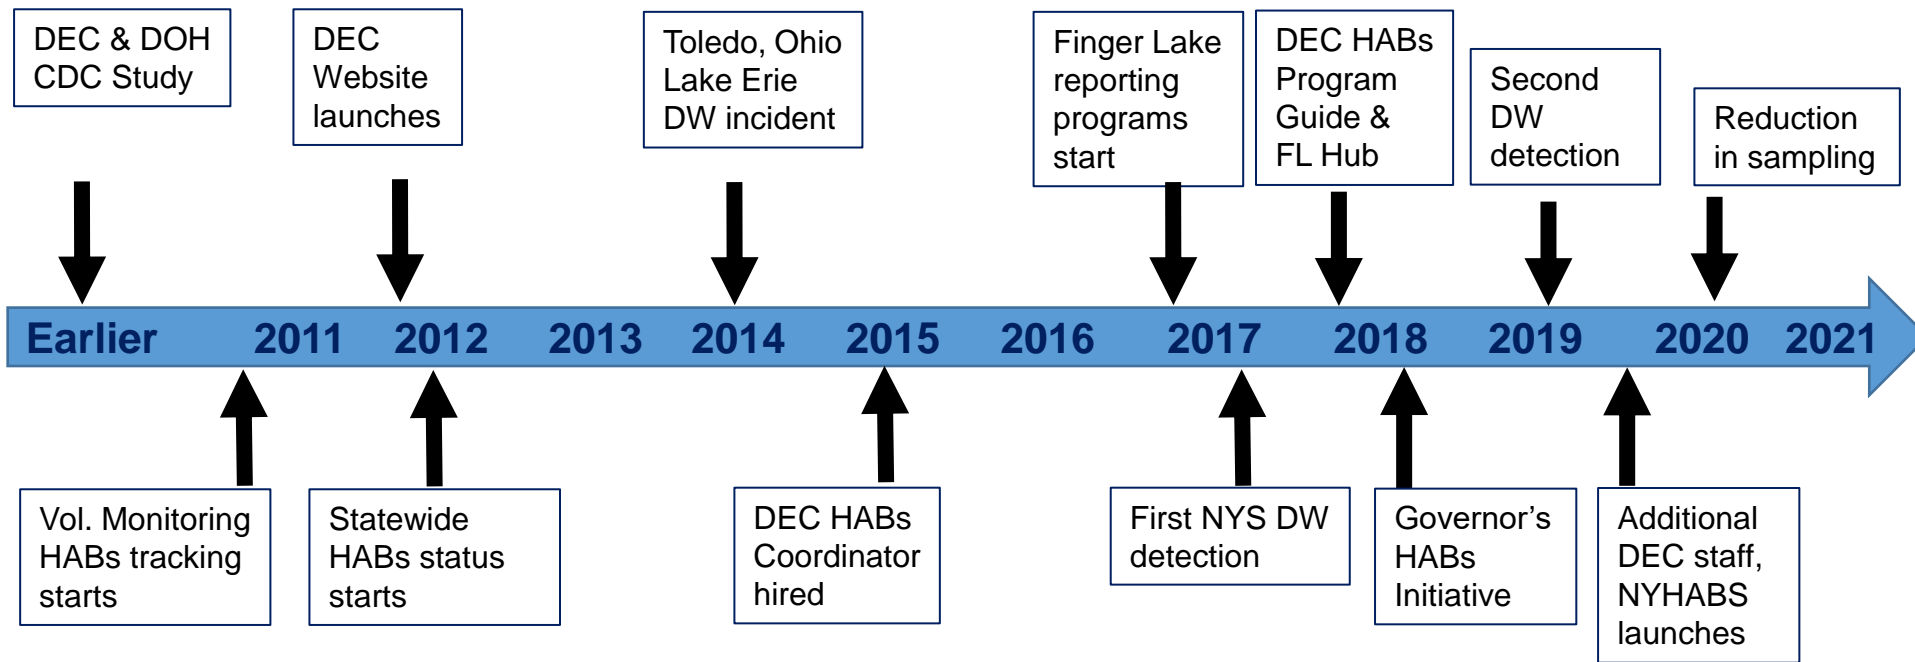 DEC & DOH
CDC Study
DEC
Website
launches
Toledo, Ohio
Lake Erie
DW incident
Finger Lake
reporting
programs
start
DEC HABs
Program
Guide &
FL Hub
Second
DW
detection
Reduction
in sampling
Earlier 2011 2012 2013 2014 2015 2016 2017 2018 2019 2020 2021
Vol. Monitoring
HABs tracking
starts
Statewide
HABs status
starts
DEC HABs
Coordinator
hired
First NYS DW
detection
Governor’s
HABs
Initiative
Additional
DEC staff,
NYHABS
launches